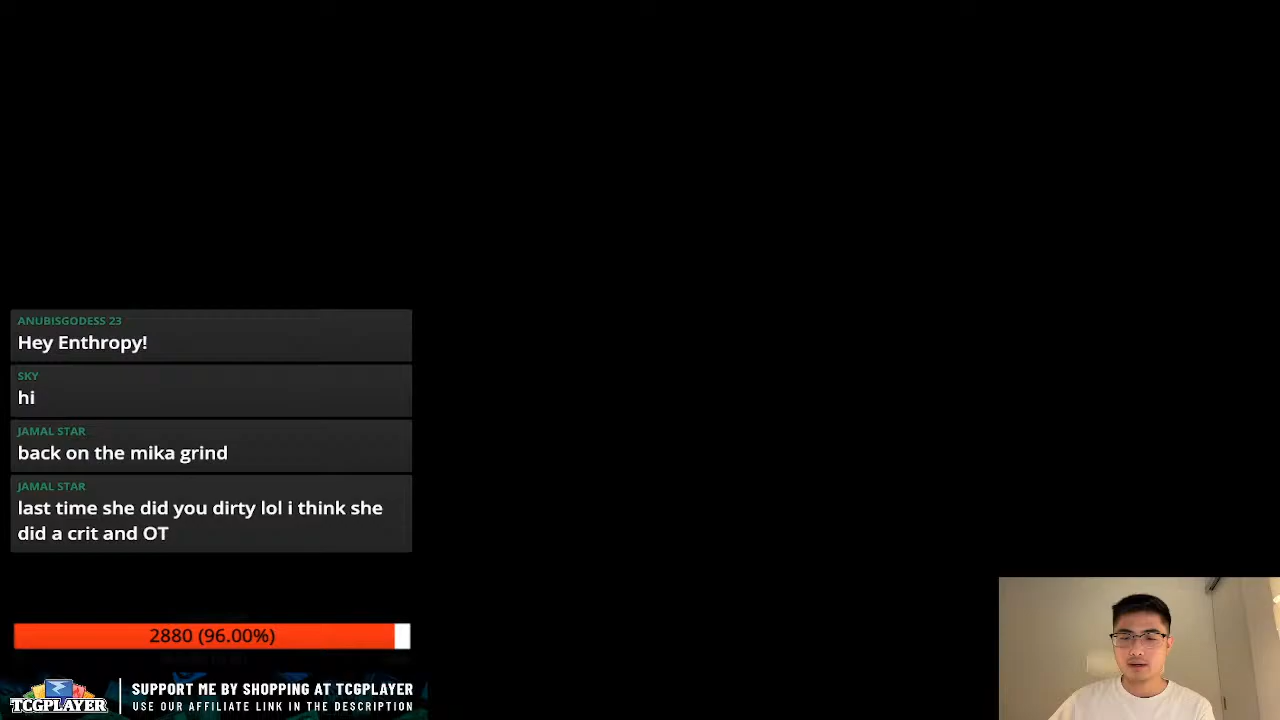 ANUBISGODESS 23
Hey Enthropy!
SKY
hi
JAMAL STAR
back on the mika grind
JAMAL STAR
last time she did you dirty lol i think she
did a crit and OT
2880 (96.00%)
TCGPLAYER
SUPPORT ME BY SHOPPING AT TCGPLAYER
USE OUR AFFILIATE LINK IN THE DESCRIPTION